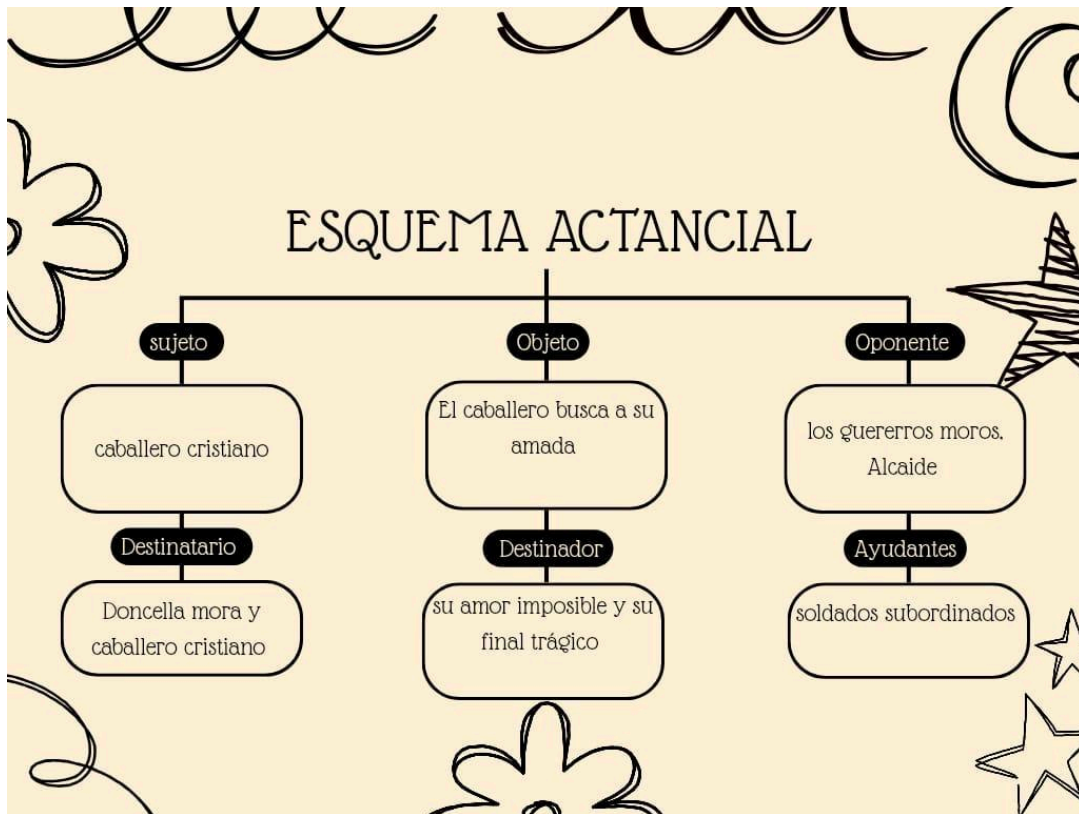 ESQUEMA ACTANCIAL
sujeto
Objeto
Oponente
caballero cristiano
El caballero busca a su
amada
los guererros moros,
Alcaide
Destinatario
Destinador
Ayudantes
Doncella mora y
caballero cristiano
su amor imposible y su
final trágico
soldados subordinados